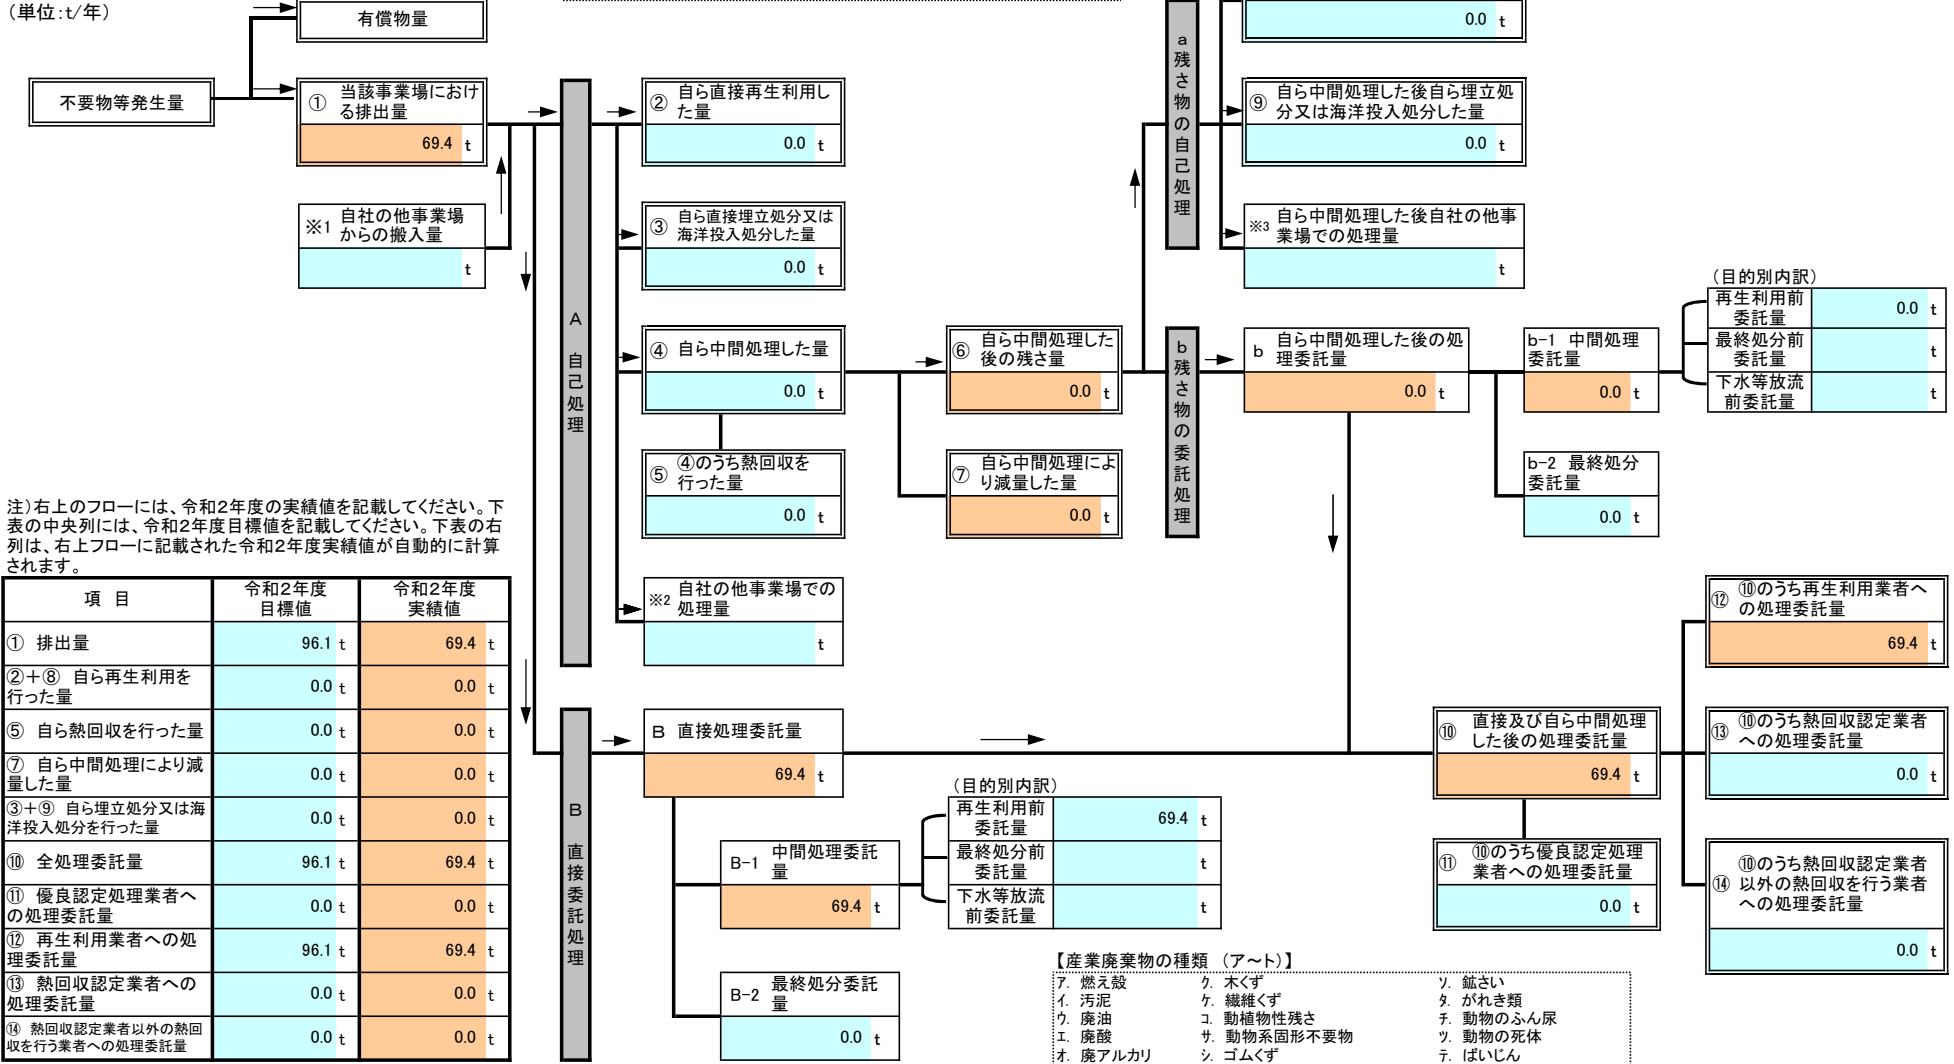 （単位：t/年）
有償物量
不要物等発生量
① 当該事業場におけ
る排出量
69.4 t
※1 自社の他事業場
からの搬入量
t
A 自己処理
② 自ら直接再生利用し
た量
0.0 t
③ 自ら直接埋立処分又は
海洋投入処分した量
0.0 t
④ 自ら中間処理した量
0.0 t
⑤ ④のうち熱回収を
行った量
0.0 t
※2 自社の他事業場での
処理量
t
⑥ 自ら中間処理した
後の残さ量
0.0 t
⑦ 自ら中間処理によ
り減量した量
0.0 t
a 残さ物の自己処理
0.0 t
⑨ 自ら中間処理した後自ら埋立処
分又は海洋投入処分した量
0.0 t
※3 自ら中間処理した後自社の他事
業場での処理量
t
b 残さ物の委託処理
b 自ら中間処理した後の処
理委託量
0.0 t
b-1 中間処理
委託量
0.0 t
b-2 最終処分
委託量
0.0 t
（目的別内訳）
再生利用前
委託量
0.0 t
最終処分前
委託量
t
下水等放流
前委託量
t
注）右上のフローには、令和2年度の実績値を記載してください。下
表の中央列には、令和2年度目標値を記載してください。下表の右
列は、右上フローに記載された令和2年度実績値が自動的に計算
されます。
項 目 令和2年度 目標値 令和2年度 実績値
① 排出量 96.1 t 69.4 t
②＋⑧ 自ら再生利用を
行った量 0.0 t 0.0 t
⑤ 自ら熱回収を行った量 0.0 t 0.0 t
⑦ 自ら中間処理により減
量した量 0.0 t 0.0 t
③＋⑨ 自ら埋立処分又は海
洋投入処分を行った量 0.0 t 0.0 t
⑩ 全処理委託量 96.1 t 69.4 t
⑪ 優良認定処理業者へ
の処理委託量 0.0 t 0.0 t
⑫ 再生利用業者への処
理委託量 96.1 t 69.4 t
⑬ 熱回収認定業者への
処理委託量 0.0 t 0.0 t
⑭ 熱回収認定業者以外の熱回
収を行う業者への処理委託量 0.0 t 0.0 t
B 直接委託処理
B 直接処理委託量
69.4 t
B-1 中間処理委託
量
69.4 t
B-2 最終処分委託
量
0.0 t
（目的別内訳）
再生利用前
委託量
69.4 t
最終処分前
委託量
t
下水等放流
前委託量
t
⑩ 直接及び自ら中間処理
した後の処理委託量
69.4 t
⑪ ⑩のうち優良認定処理
業者への処理委託量
0.0 t
⑫ ⑩のうち再生利用業者へ
の処理委託量
69.4 t
⑬ ⑩のうち熱回収認定業者
への処理委託量
0.0 t
⑭ ⑩のうち熱回収認定業者
以外の熱回収を行う業者
への処理委託量
0.0 t
【産業廃棄物の種類 （ア～ト）】
ア. 燃え殻 ク. 木くず ソ. 鉱さい
イ. 汚泥 ケ. 繊維くず タ. がれき類
ウ. 廃油 コ. 動植物性残さ チ. 動物のふん尿
エ. 廃酸 サ. 動物系固形不要物 ツ. 動物の死体
オ. 廃アルカリ シ. ゴムくず テ. ばいじん